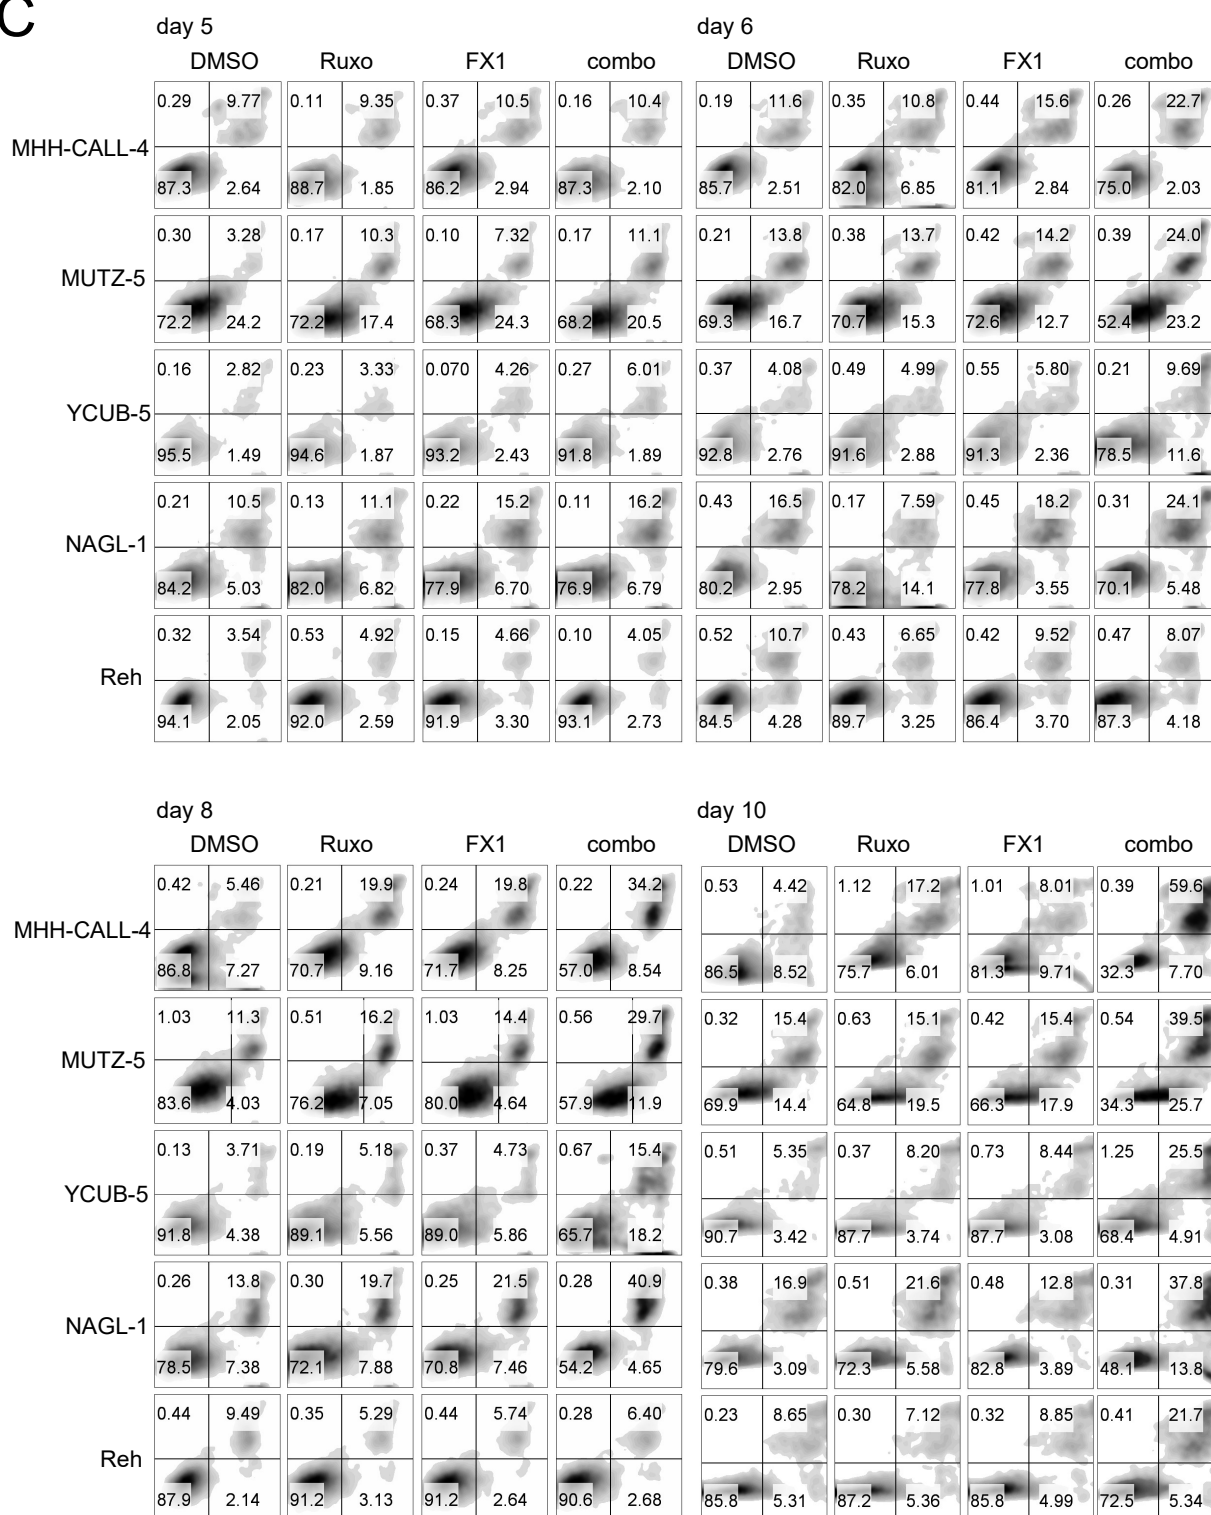 C
day 5 day 6
DMSO Ruxo FX1 combo DMSO Ruxo FX1 combo
0.29 9.77 0.11 9.35 0.37 10.5 0.16 10.4 0.19 11.6 0.35 10.8 0.44 15.6 0.26 22.7
MHH-CALL-4
87.3 2.64 88.7 1.85 86.2 2.94 87.3 2.10 85.7 2.51 82.0 6.85 81.1 2.84 75.0 2.03
0.30 3.28 0.17 10.3 0.10 7.32 0.17 11.1 0.21 13.8 0.38 13.7 0.42 14.2 0.39 24.0
MUTZ-5
72.2 24.2 72.2 17.4 68.3 24.3 68.2 20.5 69.3 16.7 70.7 15.3 72.6 12.7 52.4 23.2
0.16 2.82 0.23 3.33 0.070 4.26 0.27 6.01 0.37 4.08 0.49 4.99 0.55 5.80 0.21 9.69
YCUB-5
95.5 1.49 94.6 1.87 93.2 2.43 91.8 1.89 92.8 2.76 91.6 2.88 91.3 2.36 78.5 11.6
0.21 10.5 0.13 11.1 0.22 15.2 0.11 16.2 0.43 16.5 0.17 7.59 0.45 18.2 0.31 24.1
NAGL-1
84.2 5.03 82.0 6.82 77.9 6.70 76.9 6.79 80.2 2.95 78.2 14.1 77.8 3.55 70.1 5.48
0.32 3.54 0.53 4.92 0.15 4.66 0.10 4.05 0.52 10.7 0.43 6.65 0.42 9.52 0.47 8.07
Reh
94.1 2.05 92.0 2.59 91.9 3.30 93.1 2.73 84.5 4.28 89.7 3.25 86.4 3.70 87.3 4.18
day 8 day 10
DMSO Ruxo FX1 combo DMSO Ruxo FX1 combo
0.42 5.46 0.21 19.9 0.24 19.8 0.22 34.2 0.53 4.42 1.12 17.2 1.01 8.01 0.39 59.6
MHH-CALL-4
86.8 7.27 70.7 9.16 71.7 8.25 57.0 8.54 86.5 8.52 75.7 6.01 81.3 9.71 32.3 7.70
1.03 11.3 0.51 16.2 1.03 14.4 0.56 29.7 0.32 15.4 0.63 15.1 0.42 15.4 0.54 39.5
MUTZ-5
83.6 4.03 76.2 7.05 80.0 4.64 57.9 11.9 69.9 14.4 64.8 19.5 66.3 17.9 34.3 25.7
0.13 3.71 0.19 5.18 0.37 4.73 0.67 15.4 0.51 5.35 0.37 8.20 0.73 8.44 1.25 25.5
YCUB-5
91.8 4.38 89.1 5.56 89.0 5.86 65.7 18.2 90.7 3.42 87.7 3.74 87.7 3.08 68.4 4.91
0.26 13.8 0.30 19.7 0.25 21.5 0.28 40.9 0.38 16.9 0.51 21.6 0.48 12.8 0.31 37.8
NAGL-1
78.5 7.38 72.1 7.88 70.8 7.46 54.2 4.65 79.6 3.09 72.3 5.58 82.8 3.89 48.1 13.8
0.44 9.49 0.35 5.29 0.44 5.74 0.28 6.40 0.23 8.65 0.30 7.12 0.32 8.85 0.41 21.7
Reh
87.9 2.14 91.2 3.13 91.2 2.64 90.6 2.68 85.8 5.31 87.2 5.36 85.8 4.99 72.5 5.34